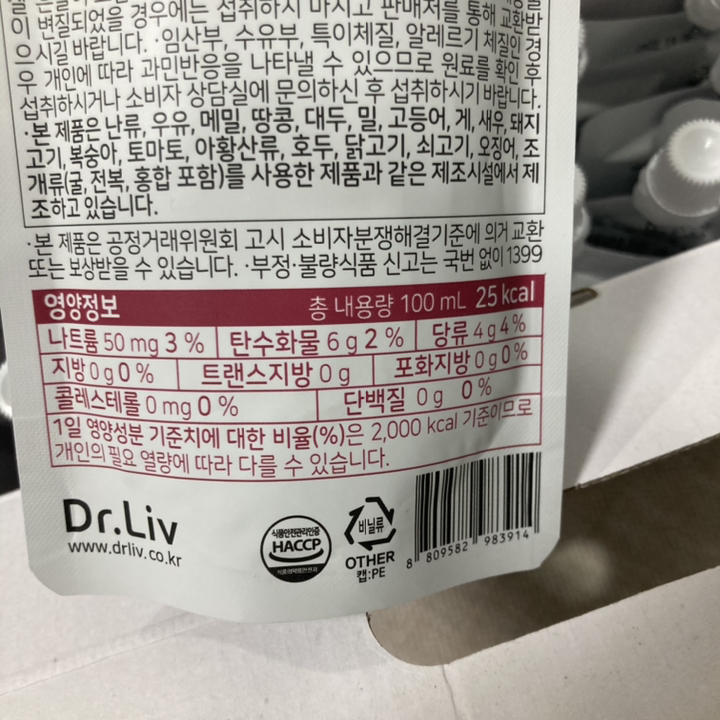 변질되었을 경우에는 섭취하지 마시고 판매처를 통해 교환받
으시길 바랍니다. ·임산부, 수유부, 특이체질, 알레르기 체질인 경
우 개인에 따라 과민반응을 나타낼 수 있으므로 원료를 확인 후
섭취하시거나 소비자 상담실에 문의하신 후 섭취하시기 바랍니다.
·본 제품은 난류, 우유, 메밀, 땅콩, 대두, 밀, 고등어, 게, 새우, 돼지
고기, 복숭아, 토마토, 아황산류, 호두, 닭고기, 쇠고기, 오징어, 조
개류(굴, 전복, 홍합 포함)를 사용한 제품과 같은 제조시설에서 제
조하고 있습니다.
·본 제품은 공정거래위원회 고시 소비자분쟁해결기준에 의거 교환
또는 보상받을 수 있습니다. ·부정·불량식품 신고는 국번 없이 1399
영양정보 총 내용량 100 mL 25 kcal
나트륨 50 mg 3 % 탄수화물 6 g 2 % 당류 4 g 4 %
지방 0 g 0 % 트랜스지방 0 g 포화지방 0 g 0 %
콜레스테롤 0 mg 0 % 단백질 0 g 0 %
1일 영양성분 기준치에 대한 비율(%)은 2,000 kcal 기준이므로
개인의 필요 열량에 따라 다를 수 있습니다.
Dr.Liv
www.drliv.co.kr
식품안전관리인증
HACCP
비닐류
OTHER
캡:PE
8 809582 983914